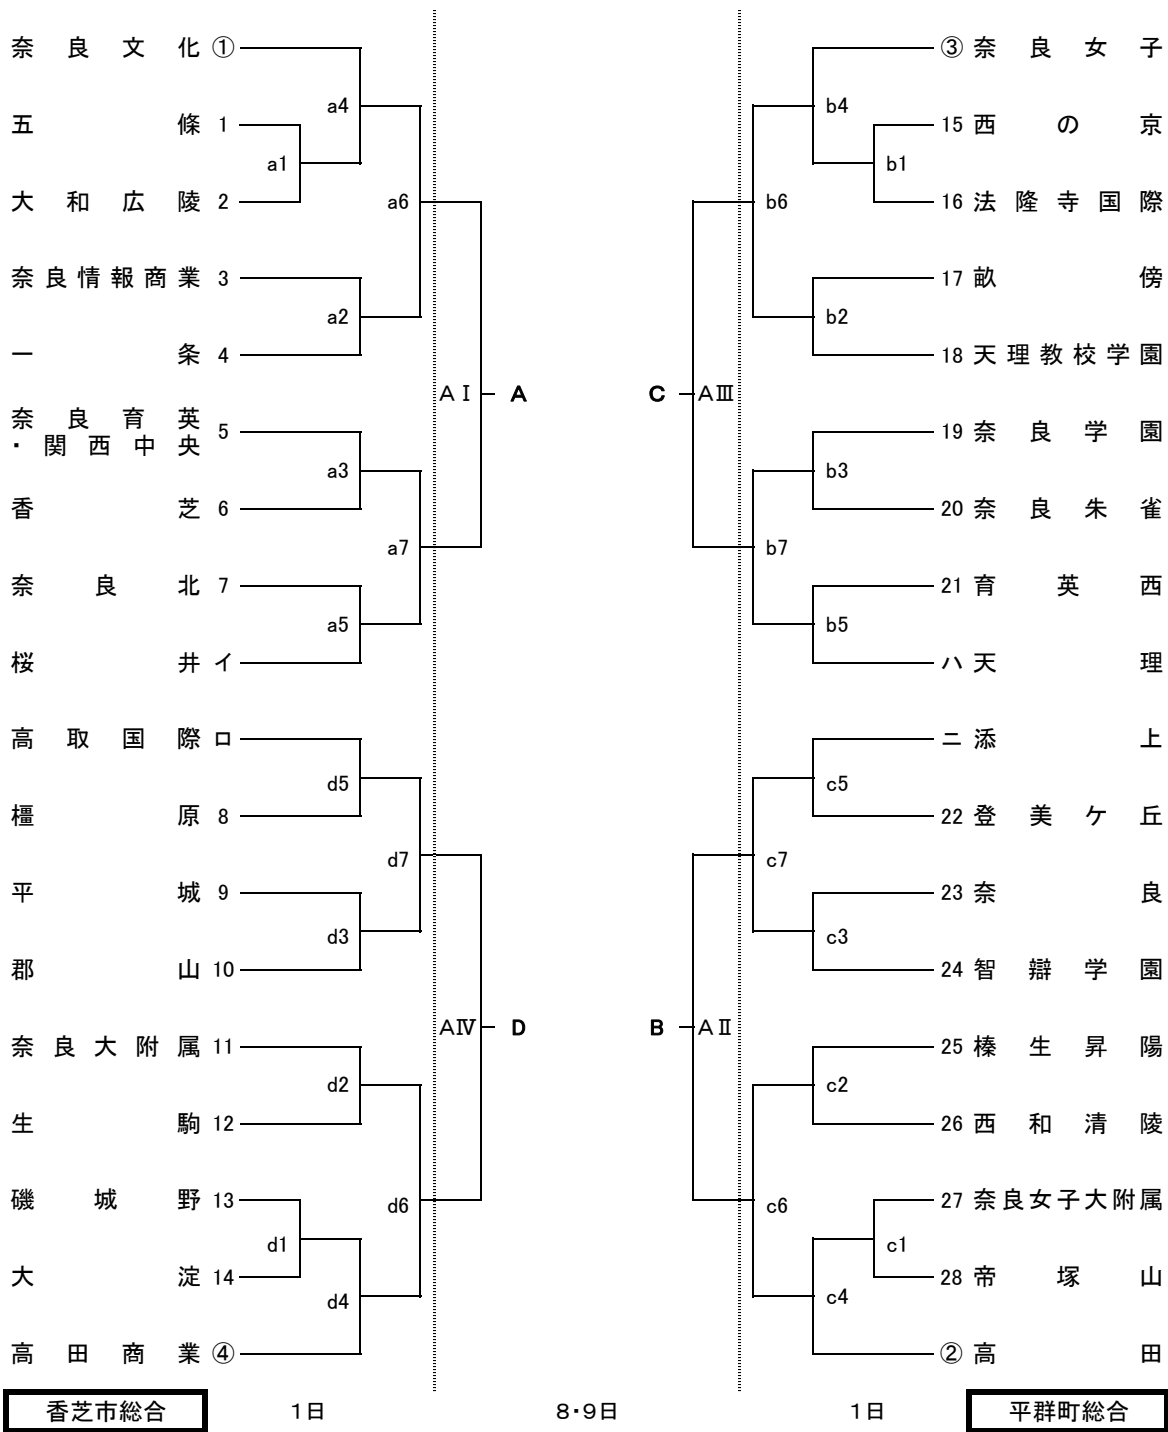 奈良文化 ① ③ 奈良女子
a4 b4
五條 1 15 西の京
a1 b1
大和広陵 2 a6 b6 16 法隆寺国際
奈良情報商業 3 17 畝傍
a2 b2
一条 4 18 天理教校学園
AⅠ A C AⅢ
奈良育英
・関西中央 5 19 奈良学園
a3 b3
香芝 6 20 奈良朱雀
a7 b7
奈良北 7 21 育英西
a5 b5
桜井 イ ハ 天理
高取国際 ロ ニ 添上
d5 c5
橿原 8 22 登美ケ丘
d7 c7
平城 9 23 奈良
d3 c3
郡山 10 24 智辯学園
AⅣ D B AⅡ
奈良大附属 11 25 榛生昇陽
d2 c2
生駒 12 26 西和清陵
磯城野 13 d6 c6 27 奈良女子大附属
d1 c1
大淀 14 28 帝塚山
d4 c4
高田商業 ④ ② 高田
香芝市総合 1日 8・9日 1日 平群町総合